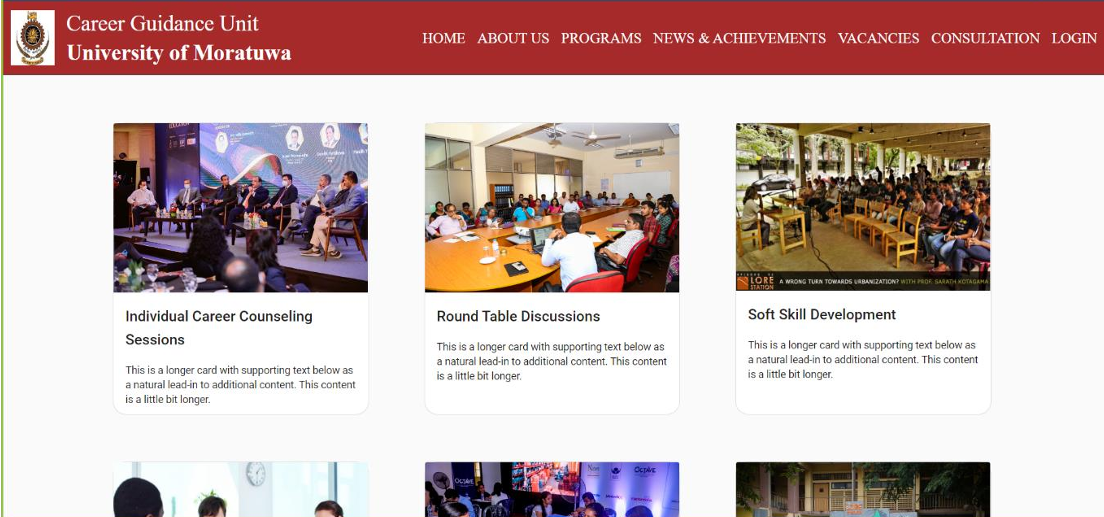 Career Guidance Unit
University of Moratuwa
HOME ABOUT US PROGRAMS NEWS & ACHIEVEMENTS VACANCIES CONSULTATION LOGIN
Individual Career Counseling
Sessions
This is a longer card with supporting text below as
a natural lead-in to additional content. This content
is a little bit longer.
Round Table Discussions
This is a longer card with supporting text below as
a natural lead-in to additional content. This content
is a little bit longer.
LORE
STATION
A WRONG TURN TOWARDS URBANIZATION? WITH PROF. SARATH KOTAGAMA
Soft Skill Development
This is a longer card with supporting text below as
a natural lead-in to additional content. This content
is a little bit longer.
OCTAVE